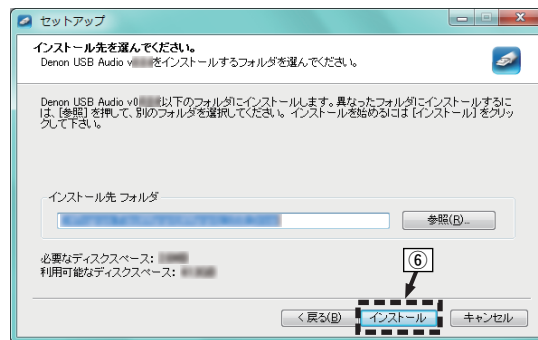 セットアップ
インストール先を選んでください。
Denon USB Audio v をインストールするフォルダを選んでください。
Denon USB Audio v0 以下のフォルダにインストールします。異なったフォルダにインストールするに
は、[参照] を押して、別のフォルダを選択してください。インストールを始めるには [インストール] をクリッ
クして下さい。
インストール先 フォルダ
参照(R)...
必要なディスクスペース:
利用可能なディスクスペース:
⑥
< 戻る(B)
インストール
キャンセル